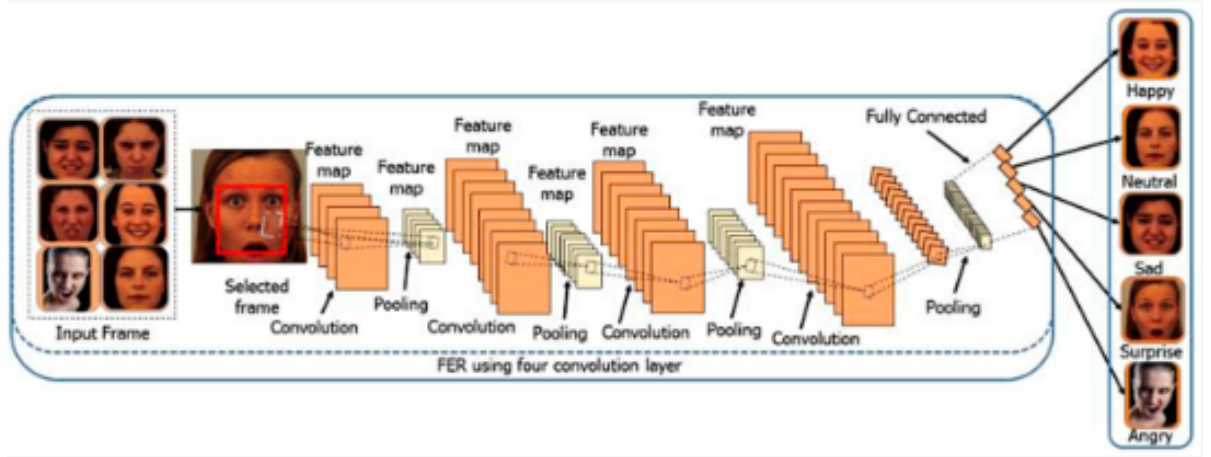 Input Frame
Selected
frame
Feature
map
Convolution
Feature
map
Pooling
Feature
map
Convolution
Feature
map
Pooling
Feature
map
Convolution
Pooling
Feature
map
Convolution
Fully Connected
Pooling
FER using four convolution layer
Happy
Neutral
Sad
Surprise
Angry